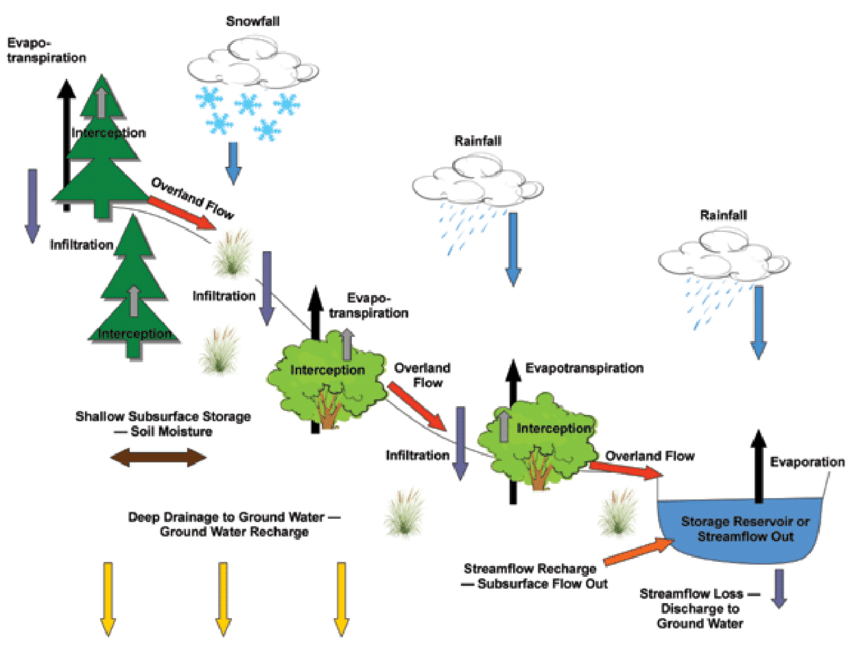 Snowfall
Evapo-
transpiration
Interception
Rainfall
Overland Flow
Rainfall
Infiltration
Infiltration
Evapo-
transpiration
Interception
Interception
Overland
Flow
Evapotranspiration
Shallow Subsurface Storage
— Soil Moisture
Interception
Infiltration
Overland Flow
Evaporation
Deep Drainage to Ground Water —
Ground Water Recharge
Storage Reservoir or
Streamflow Out
Streamflow Recharge
— Subsurface Flow Out
Streamflow Loss —
Discharge to
Ground Water